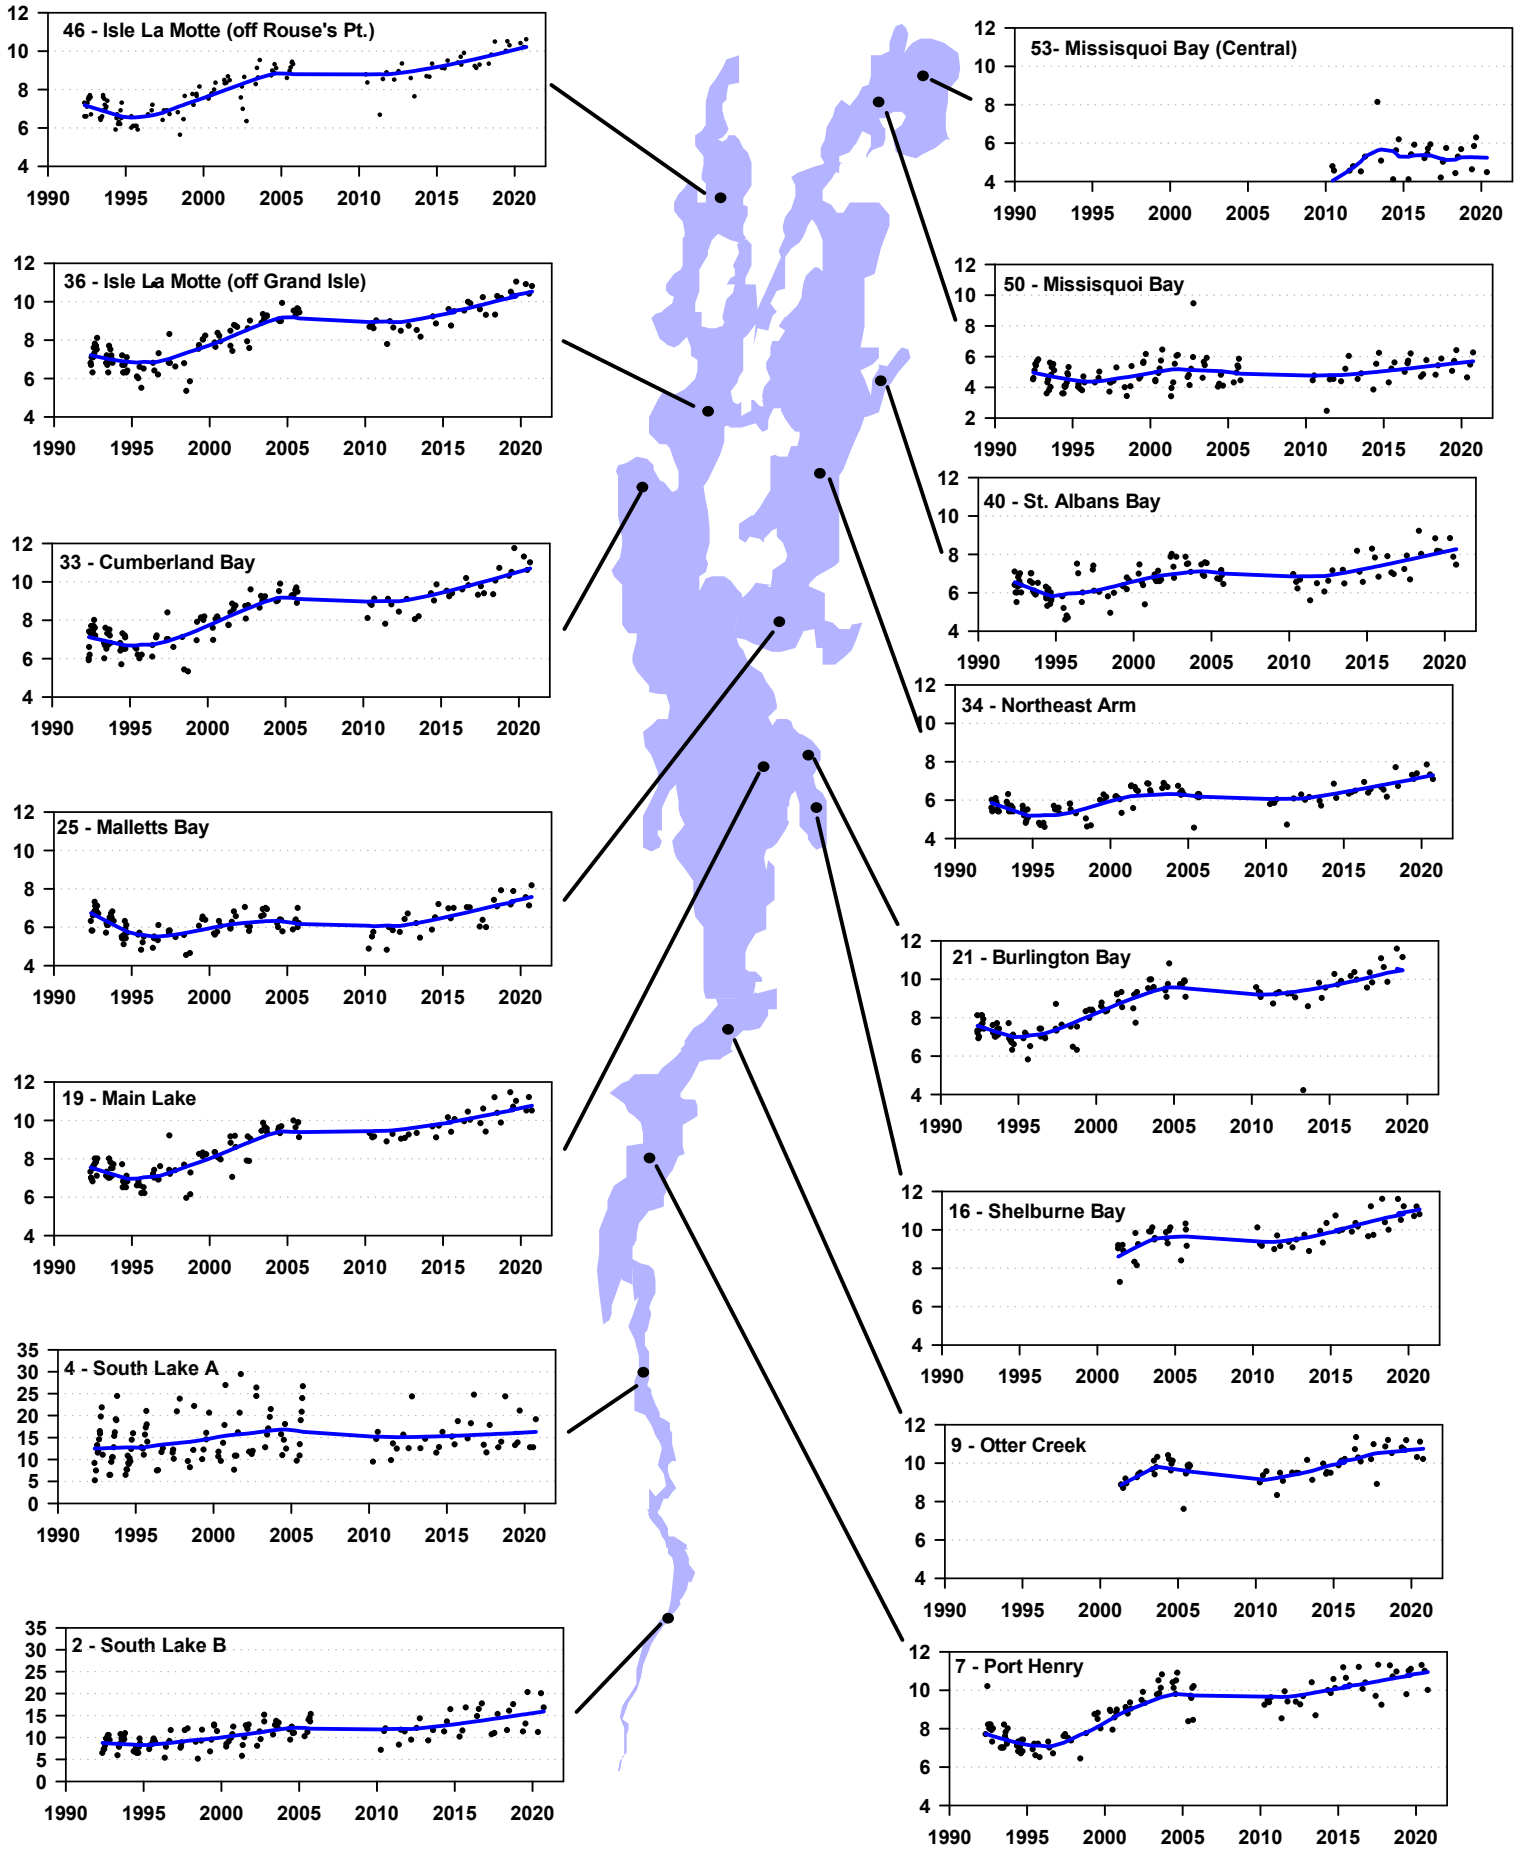 46 - Isle La Motte (off Rouse's Pt.)
12
10
8
6
4
1990 1995 2000 2005 2010 2015 2020
36 - Isle La Motte (off Grand Isle)
12
10
8
6
4
1990 1995 2000 2005 2010 2015 2020
33 - Cumberland Bay
12
10
8
6
4
1990 1995 2000 2005 2010 2015 2020
25 - Malletts Bay
12
10
8
6
4
1990 1995 2000 2005 2010 2015 2020
19 - Main Lake
12
10
8
6
4
1990 1995 2000 2005 2010 2015 2020
4 - South Lake A
35
30
25
20
15
10
5
0
1990 1995 2000 2005 2010 2015 2020
2 - South Lake B
35
30
25
20
15
10
5
0
1990 1995 2000 2005 2010 2015 2020
53- Missisquoi Bay (Central)
12
10
8
6
4
1990 1995 2000 2005 2010 2015 2020
50 - Missisquoi Bay
12
10
8
6
4
2
1990 1995 2000 2005 2010 2015 2020
40 - St. Albans Bay
12
10
8
6
4
1990 1995 2000 2005 2010 2015 2020
34 - Northeast Arm
12
10
8
6
4
1990 1995 2000 2005 2010 2015 2020
21 - Burlington Bay
12
10
8
6
4
1990 1995 2000 2005 2010 2015 2020
16 - Shelburne Bay
12
10
8
6
4
1990 1995 2000 2005 2010 2015 2020
9 - Otter Creek
12
10
8
6
4
1990 1995 2000 2005 2010 2015 2020
7 - Port Henry
12
10
8
6
4
1990 1995 2000 2005 2010 2015 2020